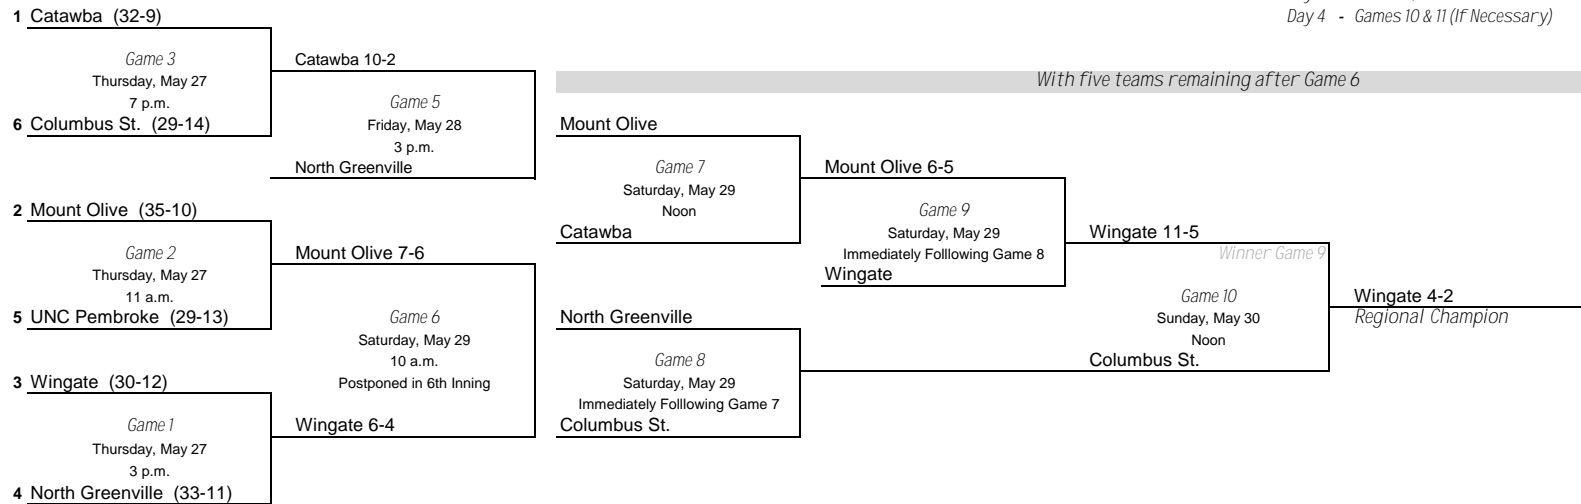 Day 4 - Games 10 & 11 (If Necessary)
1 Catawba (32-9)
Game 3
Thursday, May 27
7 p.m.
6 Columbus St. (29-14)
Catawba 10-2
Game 5
Friday, May 28
3 p.m.
North Greenville
2 Mount Olive (35-10)
Game 2
Thursday, May 27
11 a.m.
5 UNC Pembroke (29-13)
Mount Olive 7-6
Game 6
Saturday, May 29
10 a.m.
Postponed in 6th Inning
Wingate 6-4
3 Wingate (30-12)
Game 1
Thursday, May 27
3 p.m.
4 North Greenville (33-11)
With five teams remaining after Game 6
Mount Olive
Game 7
Saturday, May 29
Noon
Catawba
North Greenville
Game 8
Saturday, May 29
Immediately Folllowing Game 7
Columbus St.
Mount Olive 6-5
Game 9
Saturday, May 29
Immediately Folllowing Game 8
Wingate
Wingate 11-5
Winner Game 9
Game 10
Sunday, May 30
Noon
Columbus St.
Wingate 4-2
Regional Champion